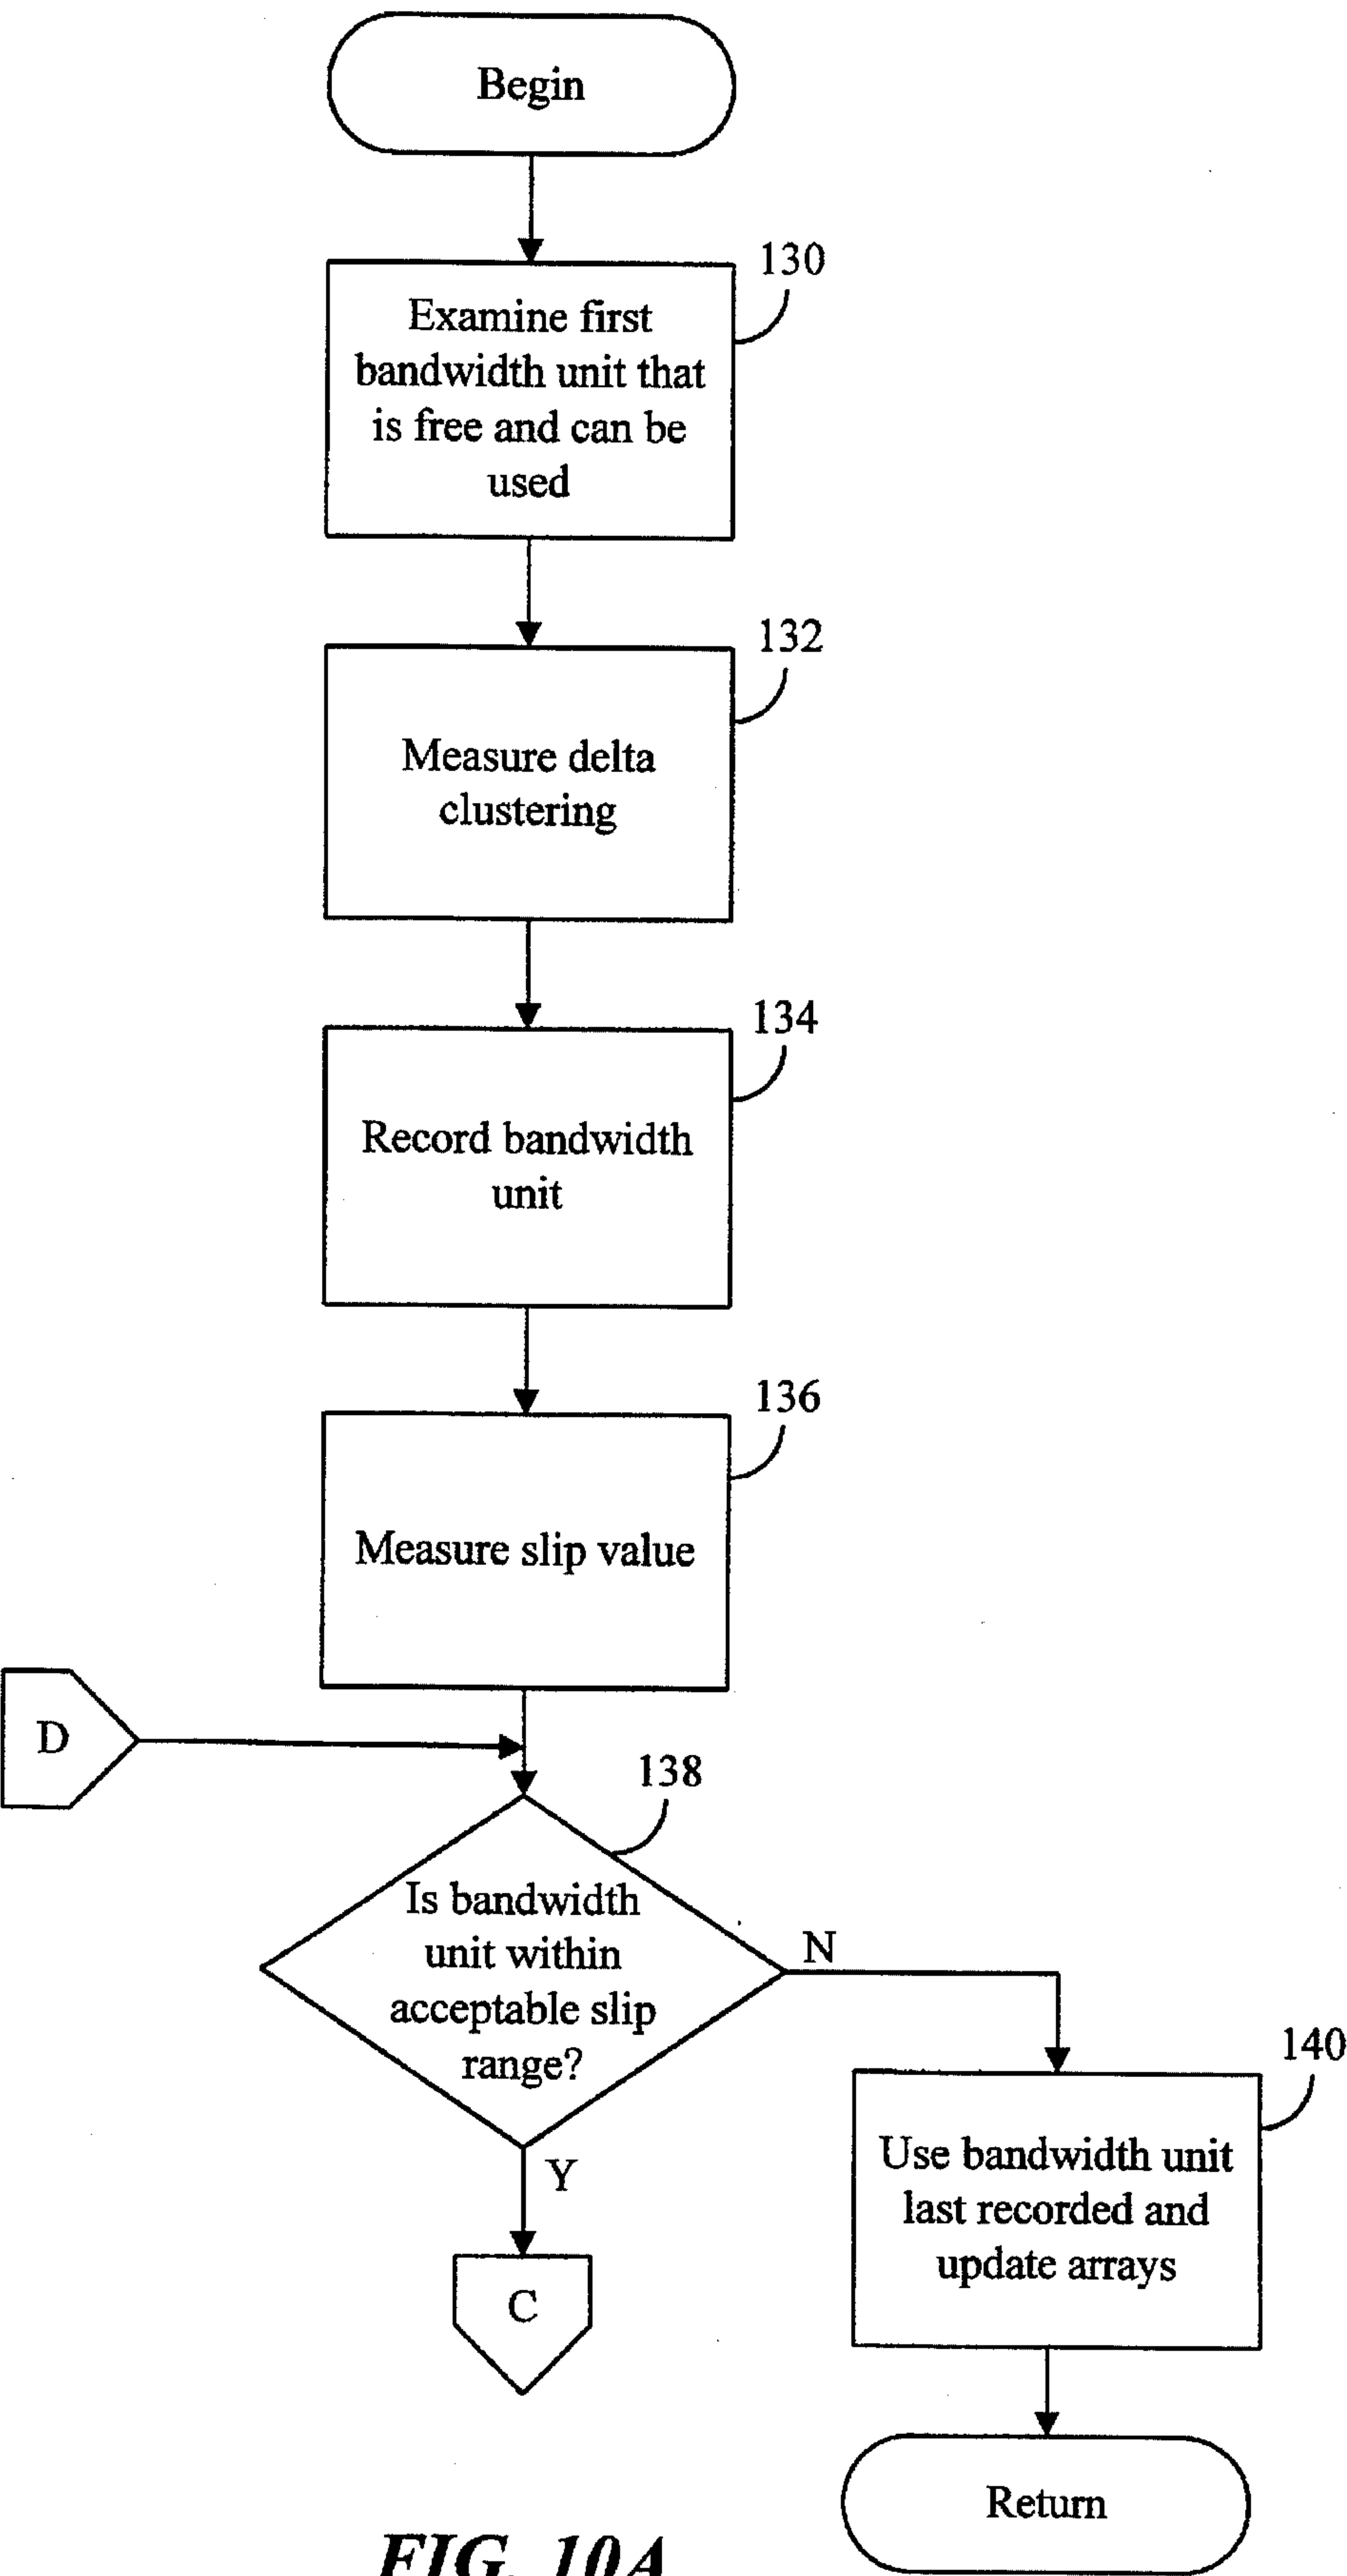 Begin
130
Examine first
bandwidth unit that
is free and can be
used
132
Measure delta
clustering
134
Record bandwidth
unit
136
Measure slip value
D
138
Is bandwidth
unit within
acceptable slip
range?
N
Y
C
140
Use bandwidth unit
last recorded and
update arrays
Return
FIG. 10A